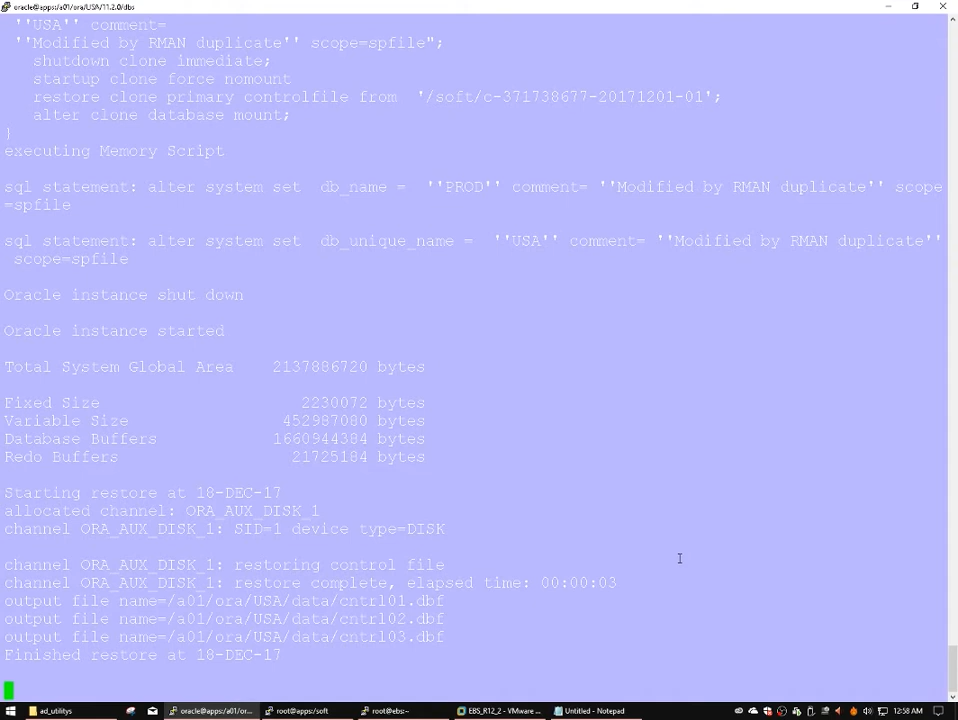 oracle@apps:/a01/ora/USA/11.2.0/dbs
''USA'' comment=
''Modified by RMAN duplicate'' scope=spfile";
shutdown clone immediate;
startup clone force nomount
restore clone primary controlfile from  '/soft/c-371738677-20171201-01';
alter clone database mount;
}
executing Memory Script
sql statement: alter system set  db_name =  ''PROD'' comment= ''Modified by RMAN duplicate'' scope
=spfile
sql statement: alter system set  db_unique_name =  ''USA'' comment= ''Modified by RMAN duplicate''
scope=spfile
Oracle instance shut down
Oracle instance started
Total System Global Area    2137886720 bytes
Fixed Size                     2230072 bytes
Variable Size                452987080 bytes
Database Buffers            1660944384 bytes
Redo Buffers                  21725184 bytes
Starting restore at 18-DEC-17
allocated channel: ORA_AUX_DISK_1
channel ORA_AUX_DISK_1: SID=1 device type=DISK
channel ORA_AUX_DISK_1: restoring control file
channel ORA_AUX_DISK_1: restore complete, elapsed time: 00:00:03
output file name=/a01/ora/USA/data/cntrl01.dbf
output file name=/a01/ora/USA/data/cntrl02.dbf
output file name=/a01/ora/USA/data/cntrl03.dbf
Finished restore at 18-DEC-17
ad_utilitys
oracle@apps:/a01/or...
root@apps:/soft
root@ebs:~
EBS_R12_2 - VMware ...
Untitled - Notepad
12:58 AM